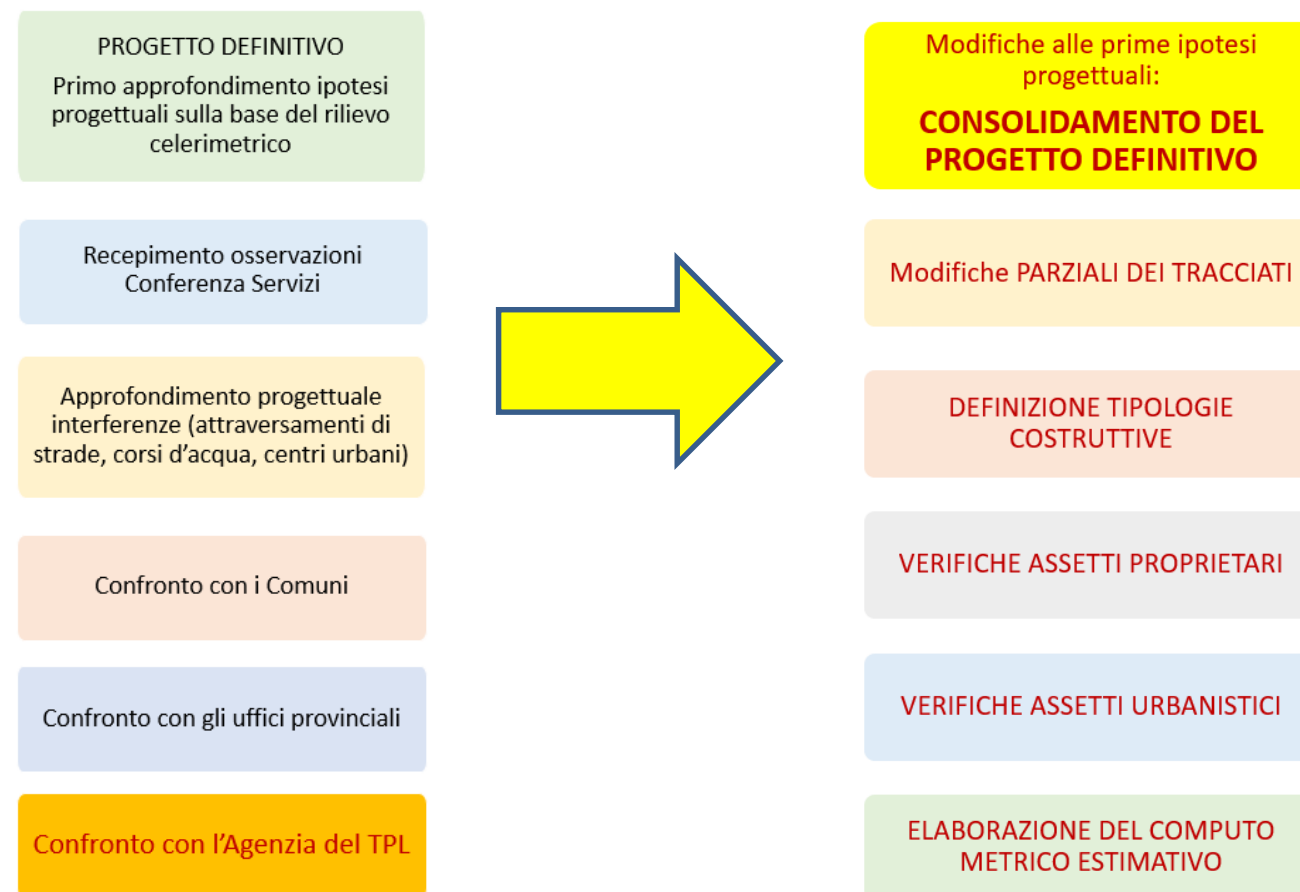 PROGETTO DEFINITIVO
Primo approfondimento ipotesi
progettuali sulla base del rilievo
celerimetrico
Recepimento osservazioni
Conferenza Servizi
Approfondimento progettuale
interferenze (attraversamenti di
strade, corsi d’acqua, centri urbani)
Confronto con i Comuni
Confronto con gli uffici provinciali
Confronto con l’Agenzia del TPL
Modifiche alle prime ipotesi
progettuali:
CONSOLIDAMENTO DEL
PROGETTO DEFINITIVO
Modifiche PARZIALI DEI TRACCIATI
DEFINIZIONE TIPOLOGIE
COSTRUTTIVE
VERIFICHE ASSETTI PROPRIETARI
VERIFICHE ASSETTI URBANISTICI
ELABORAZIONE DEL COMPUTO
METRICO ESTIMATIVO